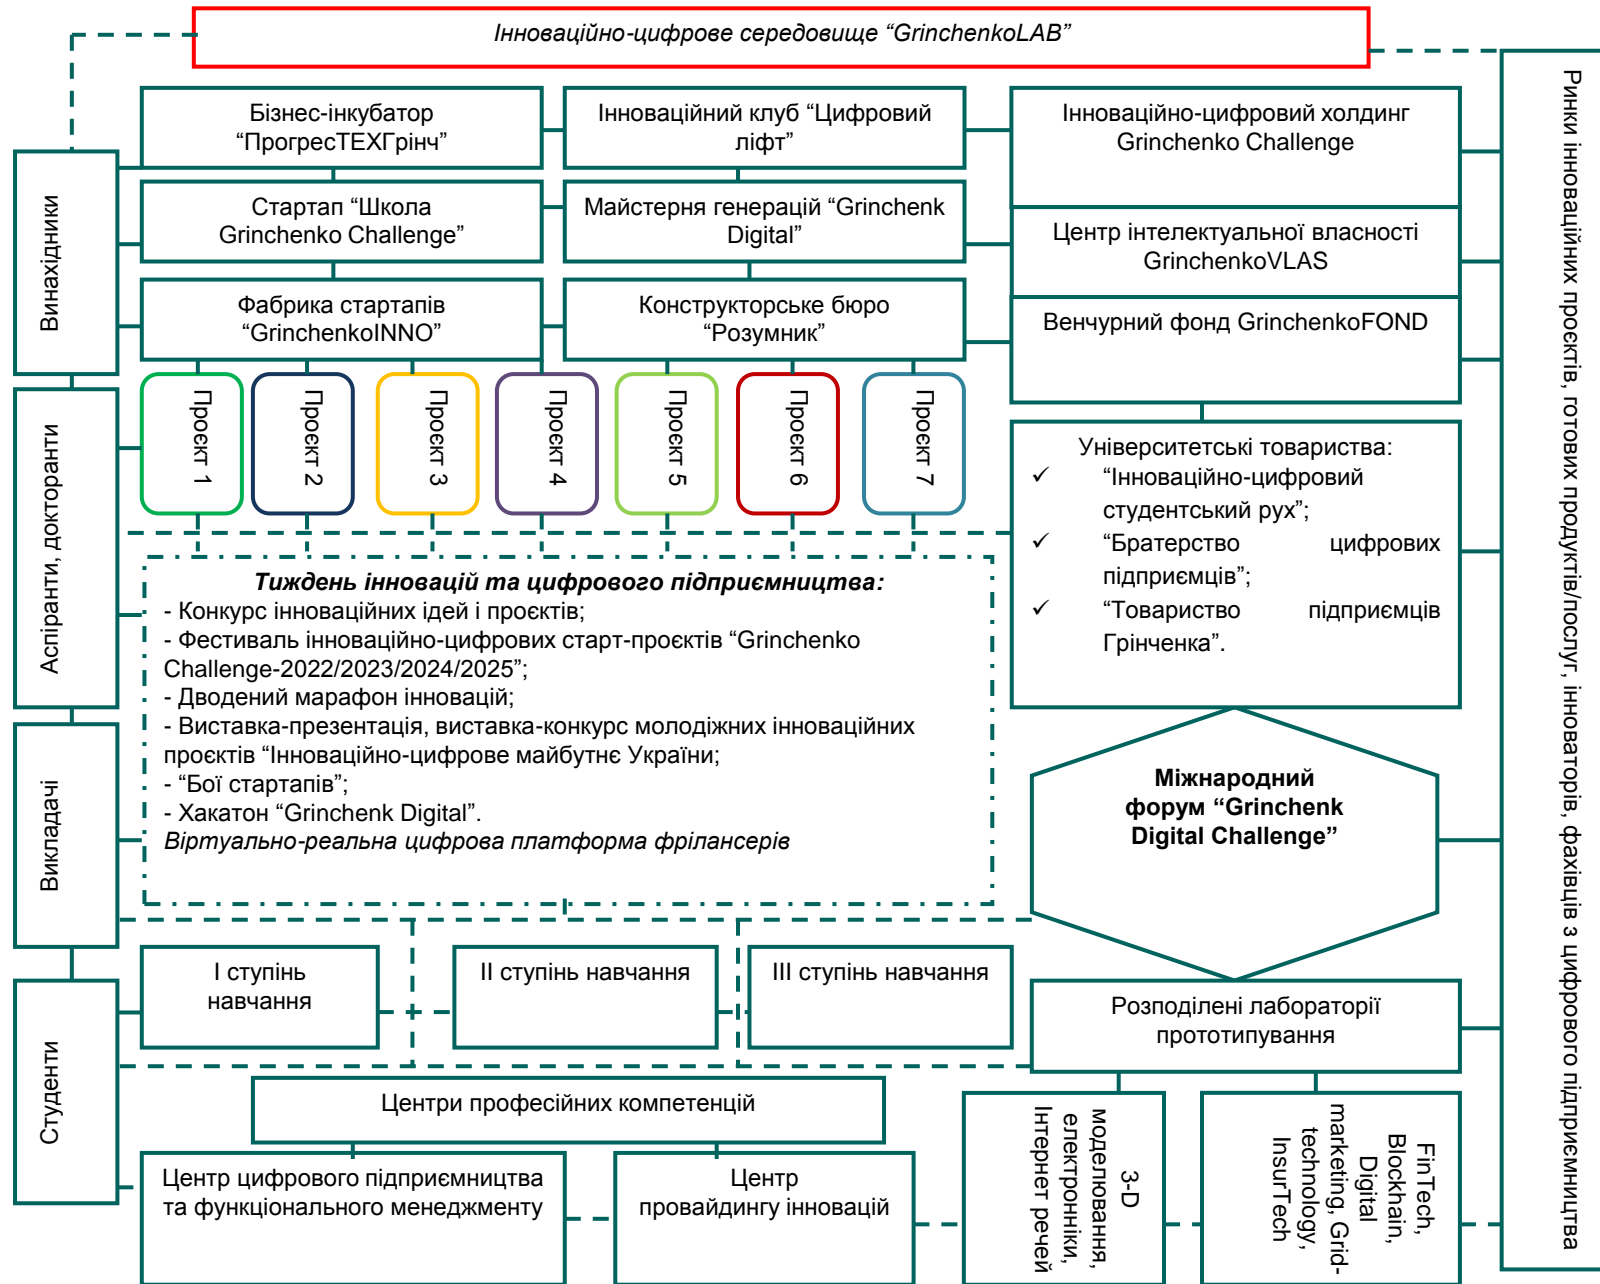 Інноваційно-цифрове середовище “GrinchenkoLAB”
Бізнес-інкубатор
“ПрогресТЕХГрінч”
Інноваційний клуб “Цифровий
ліфт”
Інноваційно-цифровий холдинг
Grinchenko Challenge
Стартап “Школа
Grinchenko Challenge”
Майстерня генерацій “Grinchenk
Digital”
Центр інтелектуальної власності
GrinchenkoVLAS
Фабрика стартапів
“GrinchenkoINNO”
Конструкторське бюро
“Розумник”
Венчурний фонд GrinchenkoFOND
Винахідники
Аспіранти, докторанти
Викладачі
Студенти
Проєкт 1
Проєкт 2
Проєкт 3
Проєкт 4
Проєкт 5
Проєкт 6
Проєкт 7
Університетські товариства:
✓ “Інноваційно-цифровий
студентський рух”;
✓ “Братерство цифрових
підприємців”;
✓ “Товариство підприємців
Грінченка”.
Тиждень інновацій та цифрового підприємництва:
- Конкурс інноваційних ідей і проєктів;
- Фестиваль інноваційно-цифрових старт-проєктів “Grinchenko
Challenge-2022/2023/2024/2025”;
- Дводений марафон інновацій;
- Виставка-презентація, виставка-конкурс молодіжних інноваційних
проєктів “Інноваційно-цифрове майбутнє України;
- “Бої стартапів”;
- Хакатон “Grinchenk Digital”.
Віртуально-реальна цифрова платформа фрілансерів
Міжнародний
форум “Grinchenk
Digital Challenge”
І ступінь
навчання
ІІ ступінь навчання
ІІІ ступінь навчання
Розподілені лабораторії
прототипування
Центри професійних компетенцій
Центр цифрового підприємства
та функціонального менеджменту
Центр
провайдингу інновацій
3-D
моделювання,
електронніки,
Інтернет речей
FinTech,
Blockhain,
Digital
marketing, Grid-
technology,
InsurTech
Ринки інноваційних проєктів, готових продуктів/послуг, інноваторів, фахівців з цифрового підприємництва